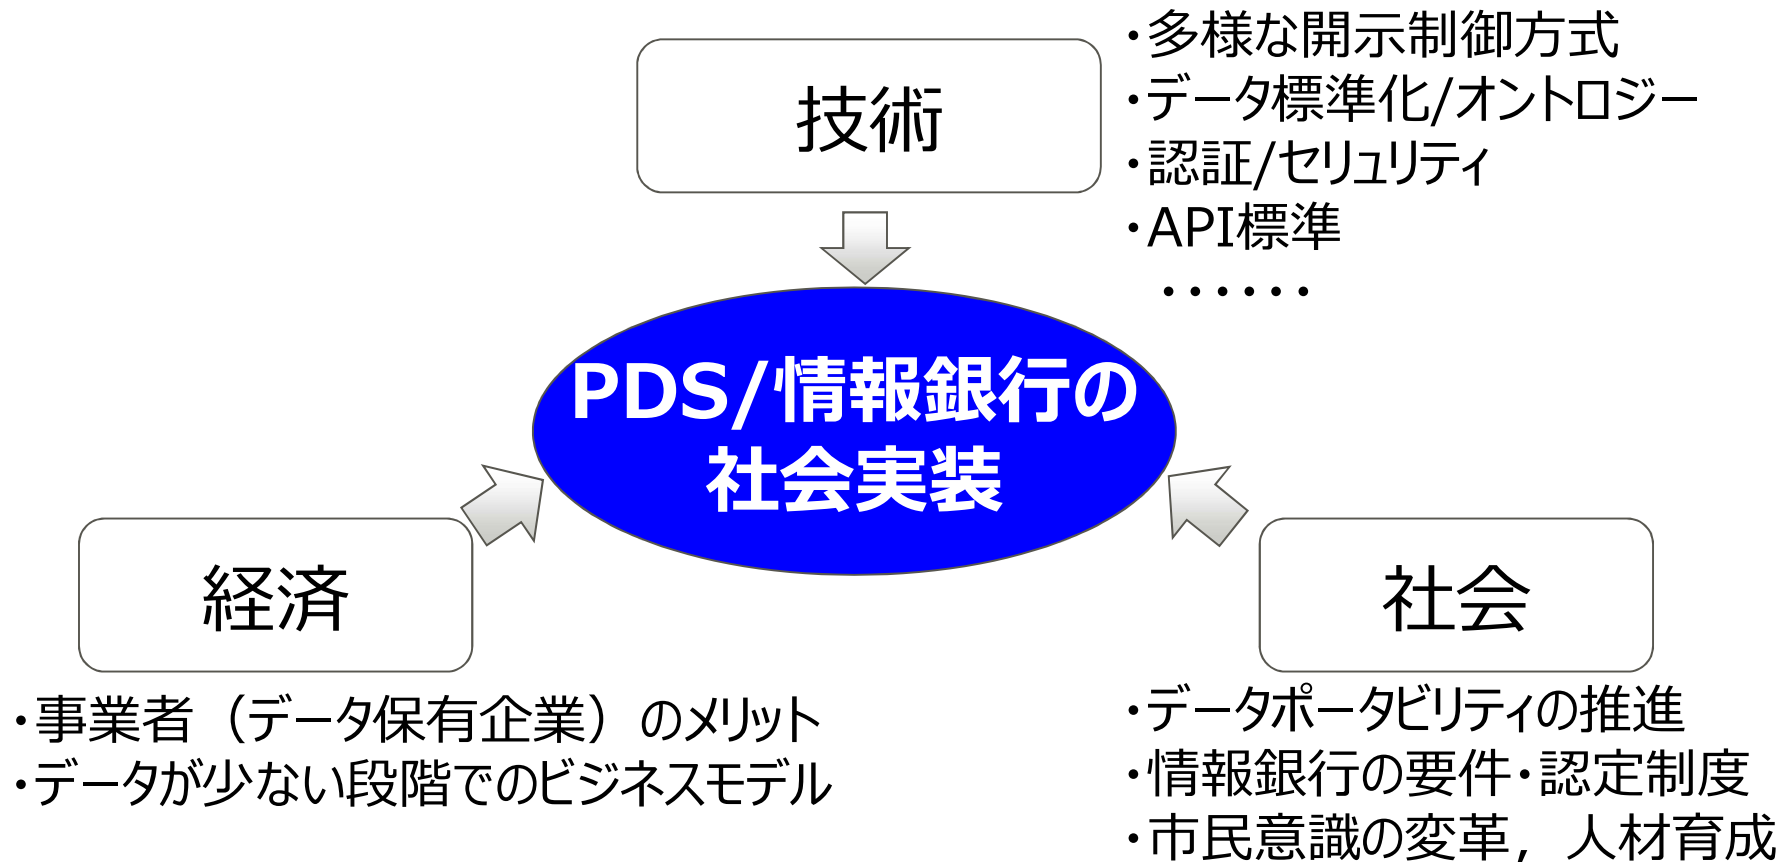 技術
・多様な開示制御方式
・データ標準化/オントロジー
・認証/セリュリティ
・API標準
・・・・・・
PDS/情報銀行の
社会実装
経済
・事業者（データ保有企業）のメリット
・データが少ない段階でのビジネスモデル
社会
・データポータビリティの推進
・情報銀行の要件・認定制度
・市民意識の変革，人材育成